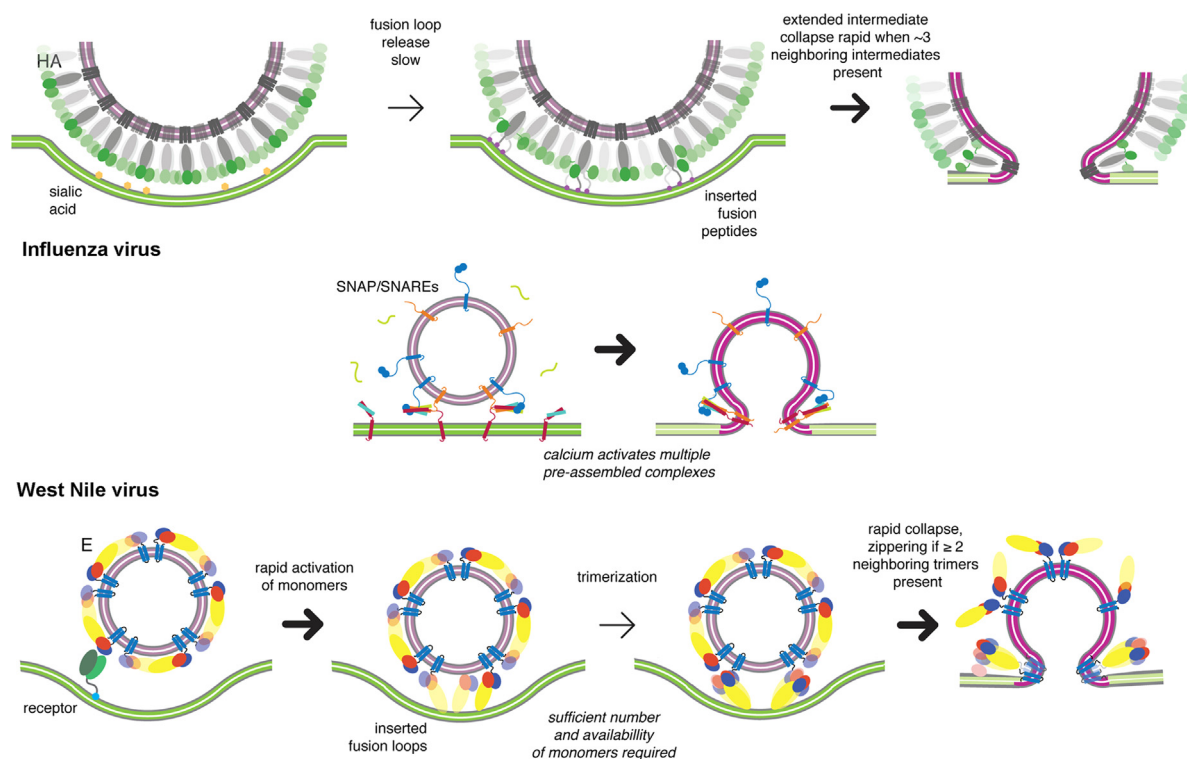 HA
fusion loop
release
slow
extended intermediate
collapse rapid when ~3
neighboring intermediates
present
sialic
acid
inserted
fusion
peptides
Influenza virus
SNAP/SNAREs
calcium activates multiple
pre-assembled complexes
West Nile virus
E
rapid activation
of monomers
trimerization
rapid collapse,
zippering if ≥ 2
neighboring trimers
present
receptor
inserted
fusion loops
sufficient number
and availabillity
of monomers required